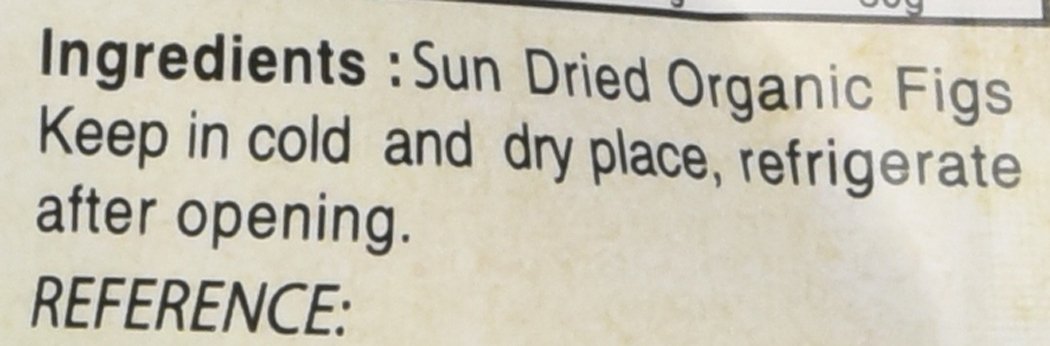 Ingredients : Sun Dried Organic Figs
Keep in cold and dry place, refrigerate
after opening.
REFERENCE: